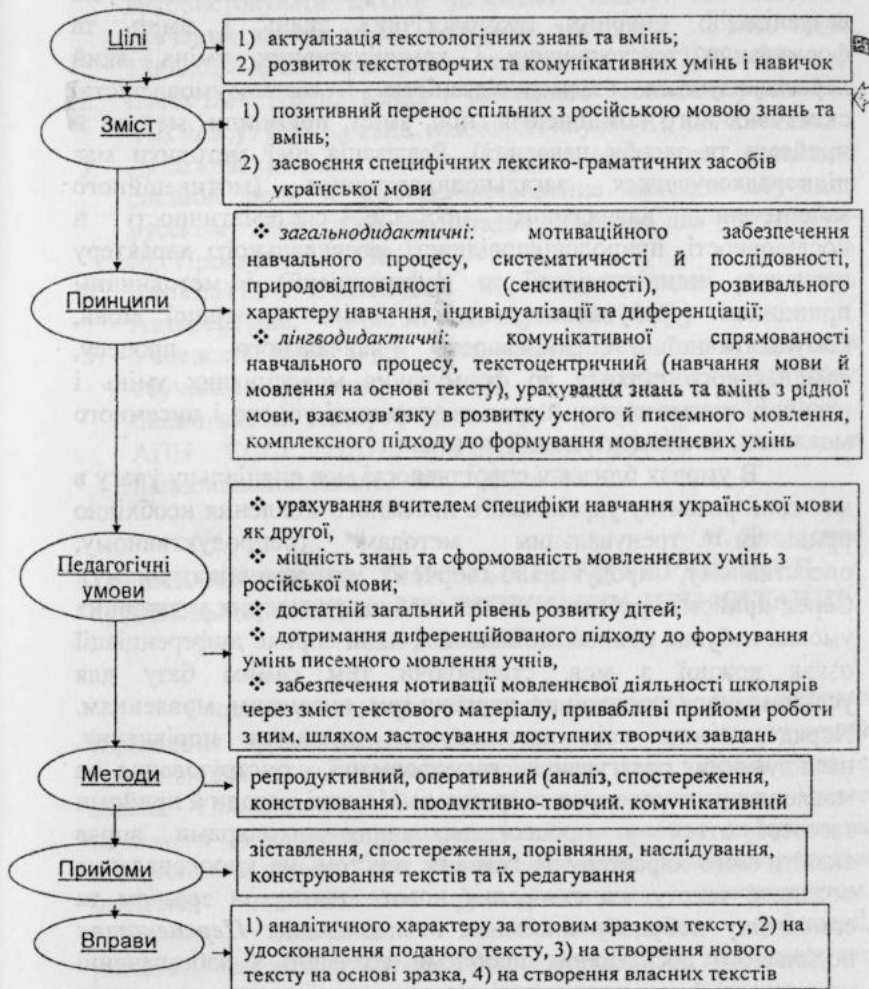 Цілі
1) актуалізація текстологічних знань та вмінь;
2) розвиток текстотворчих та комунікативних умінь і навичок
Зміст
1) позитивний перенос спільних з російською мовою знань та
вмінь;
2) засвоєння специфічних лексико-граматичних засобів
української мови
Принципи
❖ загальнодидактичні: мотиваційного забезпечення
навчального процесу, систематичності й послідовності,
природовідповідності (сенситивності), розвивального
характеру навчання, індивідуалізації та диференціації;
❖ лінгводидактичні: комунікативної спрямованості
навчального процесу, текстоцентричний (навчання мови й
мовлення на основі тексту), урахування знань та вмінь з рідної
мови, взаємозв'язку в розвитку усного й писемного мовлення,
комплексного підходу до формування мовленнєвих умінь
Педагогічні
умови
❖ урахування вчителем специфіки навчання української мови
як другої,
❖ міцність знань і сформованість мовленнєвих умінь з
російської мови,
❖ достатній загальний рівень розвитку дітей;
❖ дотримання диференційованого підходу до формування
умінь писемного мовлення учнів,
❖ забезпечення мотивації мовленнєвої діяльності школярів
через зміст текстового матеріалу, привабливі прийоми роботи
з ним, шляхом застосування доступних творчих завдань
Методи
репродуктивний, оперативний (аналіз, спостереження,
конструювання). продуктивно-творчий. комунікативний
Прийоми
зіставлення, спостереження, порівняння, наслідування,
конструювання текстів та їх редагування
Вправи
1) аналітичного характеру за готовим зразком тексту, 2) на
удосконалення поданого тексту, 3) на створення нового
тексту на основі зразка, 4) на створення власних текстів